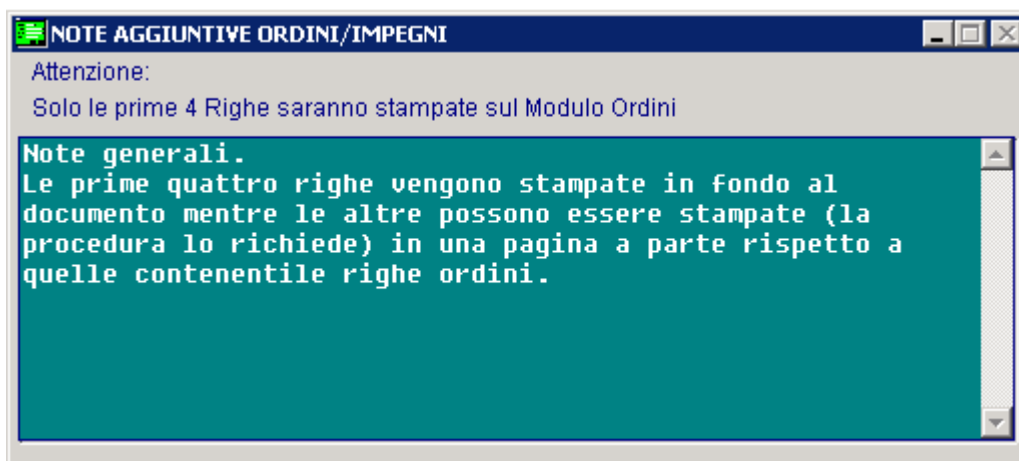 NOTE AGGIUNTIVE ORDINI/IMPEGNI
Attenzione:
Solo le prime 4 Righe saranno stampate sul Modulo Ordini
Note generali.
Le prime quattro righe vengono stampate in fondo al
documento mentre le altre possono essere stampate (la
procedura lo richiede) in una pagina a parte rispetto a
quelle contenentile righe ordini.